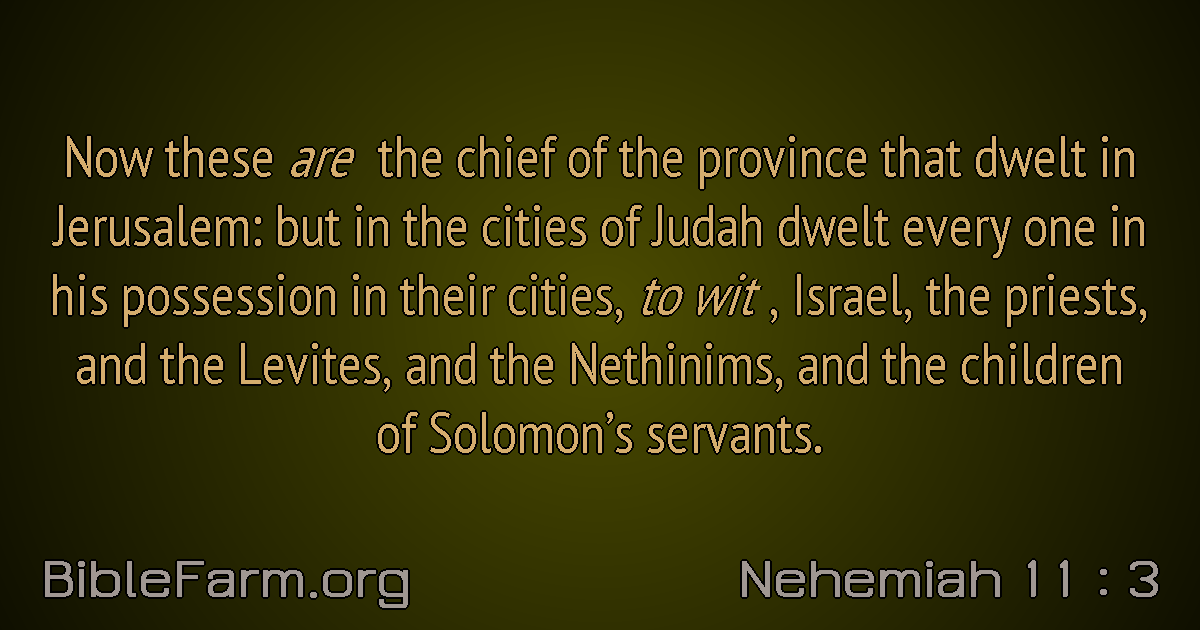 Now these are the chief of the province that dwelt in
Jerusalem: but in the cities of Judah dwelt every one in
his possession in their cities, to wit , Israel, the priests,
and the Levites, and the Nethinims, and the children
of Solomon’s servants.
BibleFarm.org
Nehemiah 11 : 3